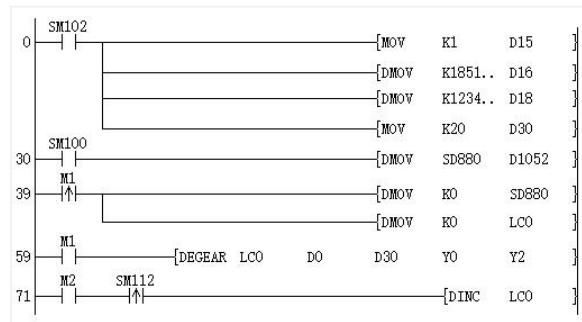 SM102
0 [MOV K1 D15 ]
[DMOV K1851.. D16 ]
[DMOV K1234.. D18 ]
[MOV K20 D30 ]
SM100
30 [DMOV SD880 D1052 ]
M1
39 [DMOV K0 SD880 ]
[DMOV K0 LC0 ]
M1
59 [DEGEAR LC0 D0 D30 Y0 Y2 ]
M2 SM112
71 [DINC LC0 ]